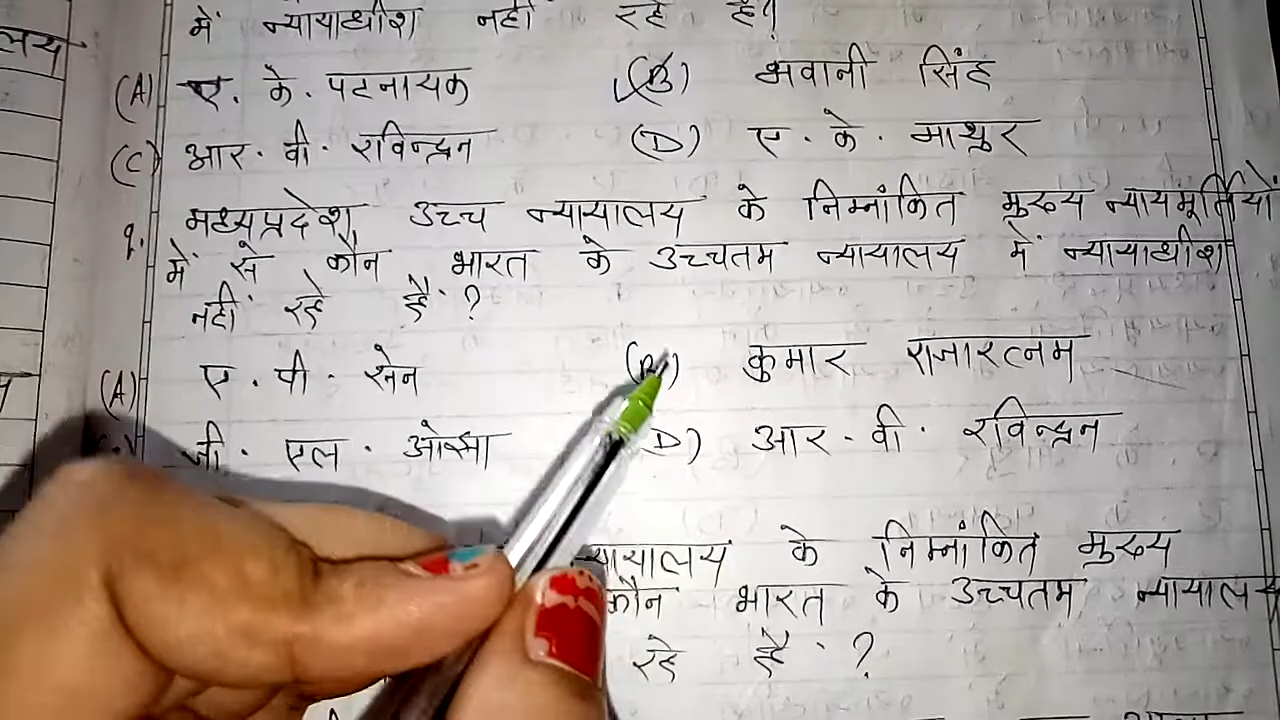 में न्यायाधीश नहीं रहे हैं?
लय
(A) ए. के. पटनायक (B) भवानी सिंह
(C) आर. वी. रविन्द्रन (D) ए. के. माथुर
q. मध्यप्रदेश उच्च न्यायालय के निम्नांकित मुख्य न्यायमूर्तियों
में से कौन भारत के उच्चतम न्यायालय में न्यायाधीश
नहीं रहे हैं?
(A) ए. पी. सेन (B) कुमार राजारत्नम
जी. एल. ओझा (D) आर. वी. रविन्द्रन
न्यायालय के निम्नांकित मुख्य
कौन भारत के उच्चतम न्यायालय
रहे हैं?